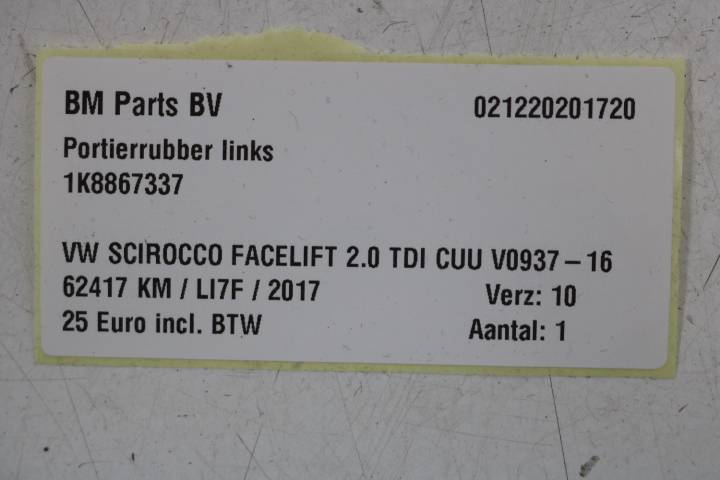 BM Parts BV 021220201720
Portierrubber links
1K8867337
VW SCIROCCO FACELIFT 2.0 TDI CUU V0937-16
62417 KM / LI7F / 2017 Verz: 10
25 Euro incl. BTW Aantal: 1